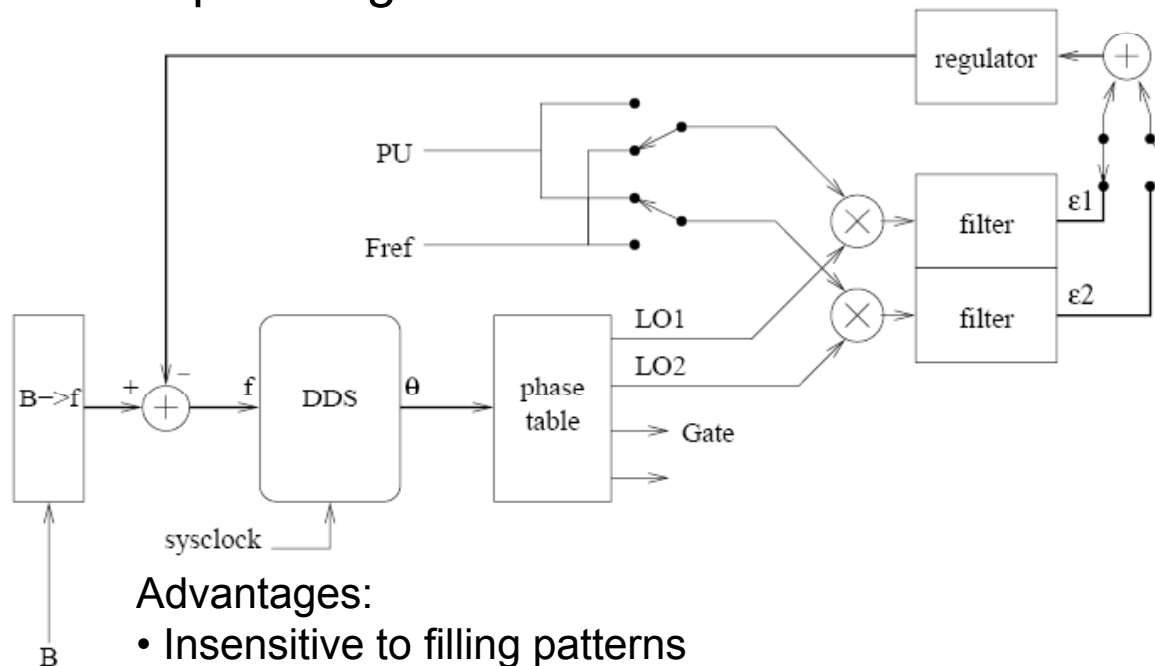 regulator
+
PU
Fref
×
filter
ε1
×
filter
ε2
LO1
LO2
B−>f
+
−
+
f
DDS
θ
phase
table
Gate
sysclock
B
Advantages:
• Insensitive to filling patterns